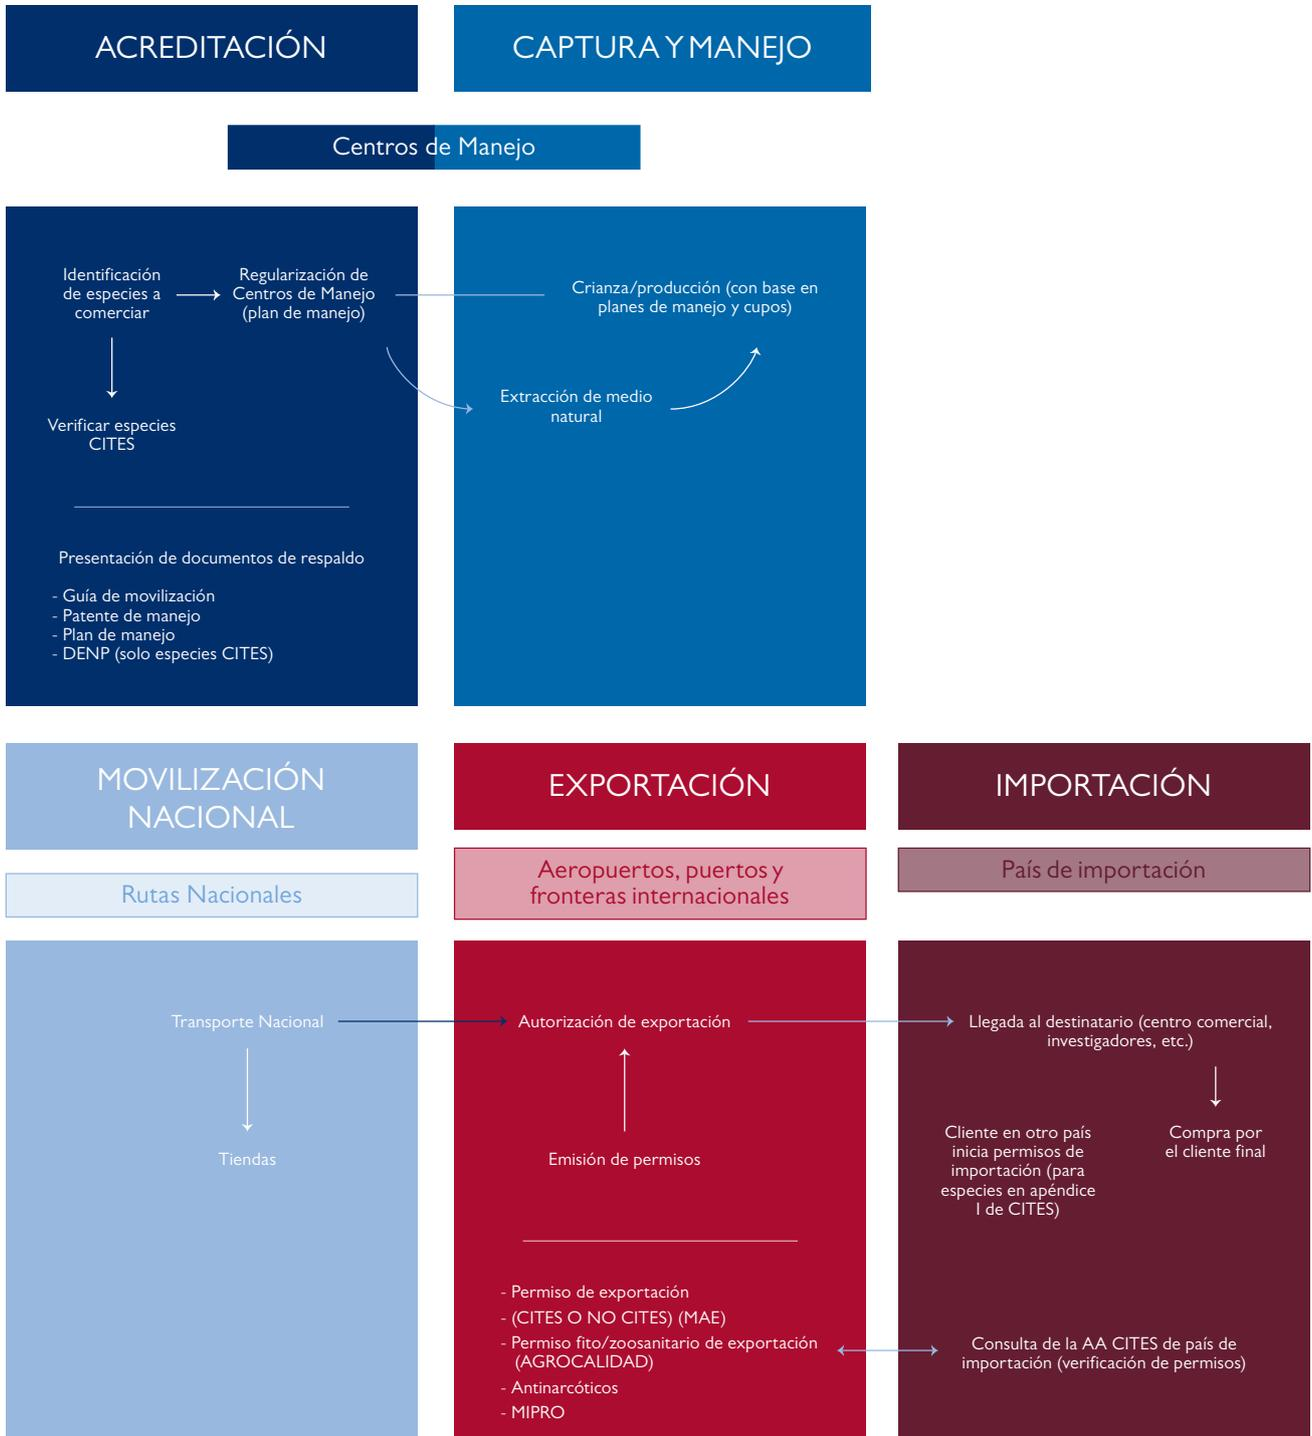 ACREDITACIÓN
CAPTURA Y MANEJO
Centros de Manejo
Identificación
de especies a
comerciar
Regularización de
Centros de Manejo
(plan de manejo)
Verificar especies
CITES
Presentación de documentos de respaldo
- Guía de movilización
- Patente de manejo
- Plan de manejo
- DENP (solo especies CITES)
Crianza/producción (con base en
planes de manejo y cupos)
Extracción de medio
natural
MOVILIZACIÓN
NACIONAL
Rutas Nacionales
Transporte Nacional
Tiendas
EXPORTACIÓN
Aeropuertos, puertos y
fronteras internacionales
Autorización de exportación
Emisión de permisos
- Permiso de exportación
- (CITES O NO CITES) (MAE)
- Permiso fito/zoosanitario de exportación
(AGROCALIDAD)
- Antinarcóticos
- MIPRO
IMPORTACIÓN
País de importación
Llegada al destinatario (centro comercial,
investigadores, etc.)
Cliente en otro país
inicia permisos de
importación (para
especies en apéndice
I de CITES)
Compra por
el cliente final
Consulta de la AA CITES de país de
importación (verificación de permisos)